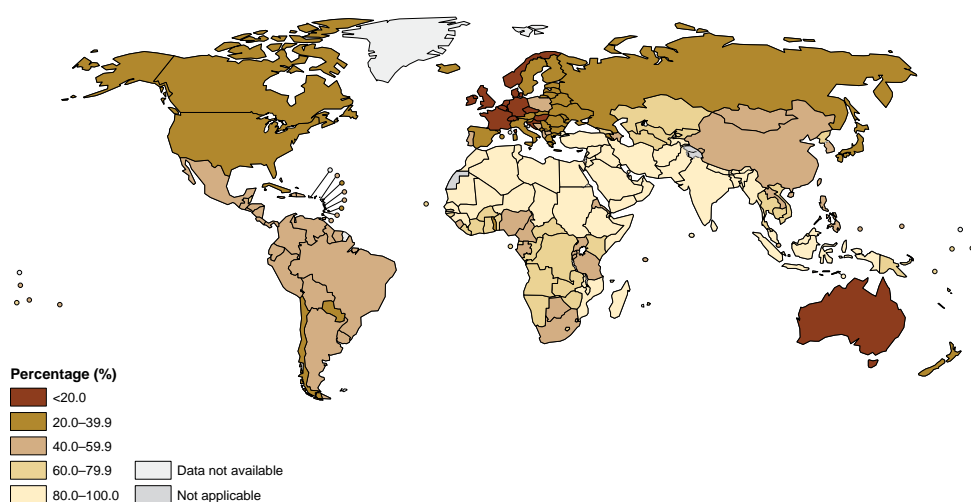 Percentage (%)
<20.0
20.0–39.9
40.0–59.9
60.0–79.9
80.0–100.0
Data not available
Not applicable